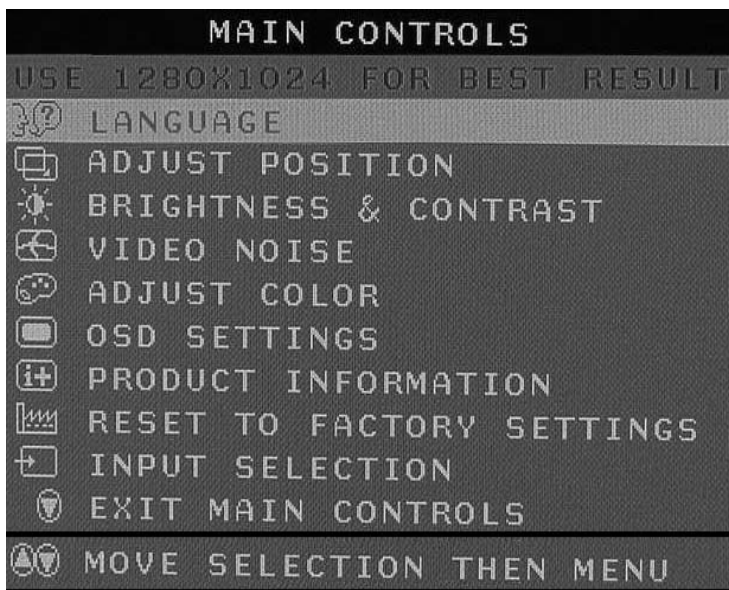 MAIN CONTROLS
USE 1280X1024 FOR BEST RESULT
LANGUAGE
ADJUST POSITION
BRIGHTNESS & CONTRAST
VIDEO NOISE
ADJUST COLOR
OSD SETTINGS
PRODUCT INFORMATION
RESET TO FACTORY SETTINGS
INPUT SELECTION
EXIT MAIN CONTROLS
MOVE SELECTION THEN MENU